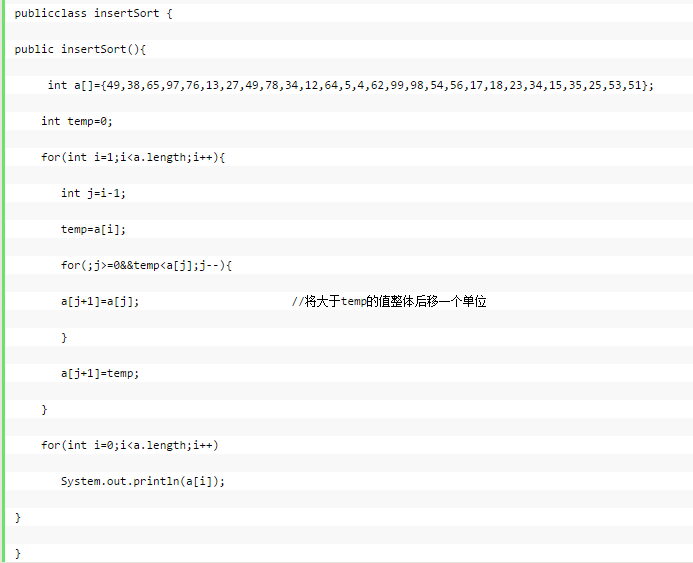 publicclass insertSort {
public insertSort(){
int a[]={49,38,65,97,76,13,27,49,78,34,12,64,5,4,62,99,98,54,56,17,18,23,34,15,35,25,53,51};
int temp=0;
for(int i=1;i<a.length;i++){
int j=i-1;
temp=a[i];
for(;j>=0&&temp<a[j];j--){
a[j+1]=a[j]; //将大于temp的值整体后移一个单位
}
a[j+1]=temp;
}
for(int i=0;i<a.length;i++)
System.out.println(a[i]);
}
}